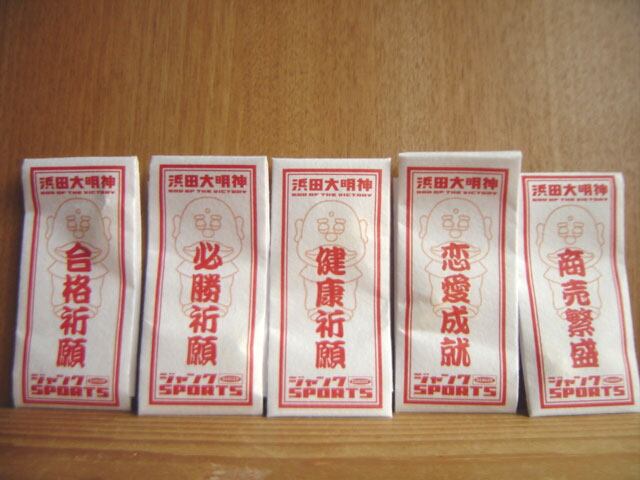 浜田大明神
GOD OF THE VICTORY
合格祈願
ジャンク
SPORTS
浜田大明神
GOD OF THE VICTORY
必勝祈願
ジャンク
SPORTS
浜田大明神
GOD OF THE VICTORY
健康祈願
ジャンク
SPORTS
浜田大明神
GOD OF THE VICTORY
恋愛成就
ジャンク
SPORTS
浜田大明神
GOD OF THE VICTORY
商売繁盛
ジャンク
SPORTS